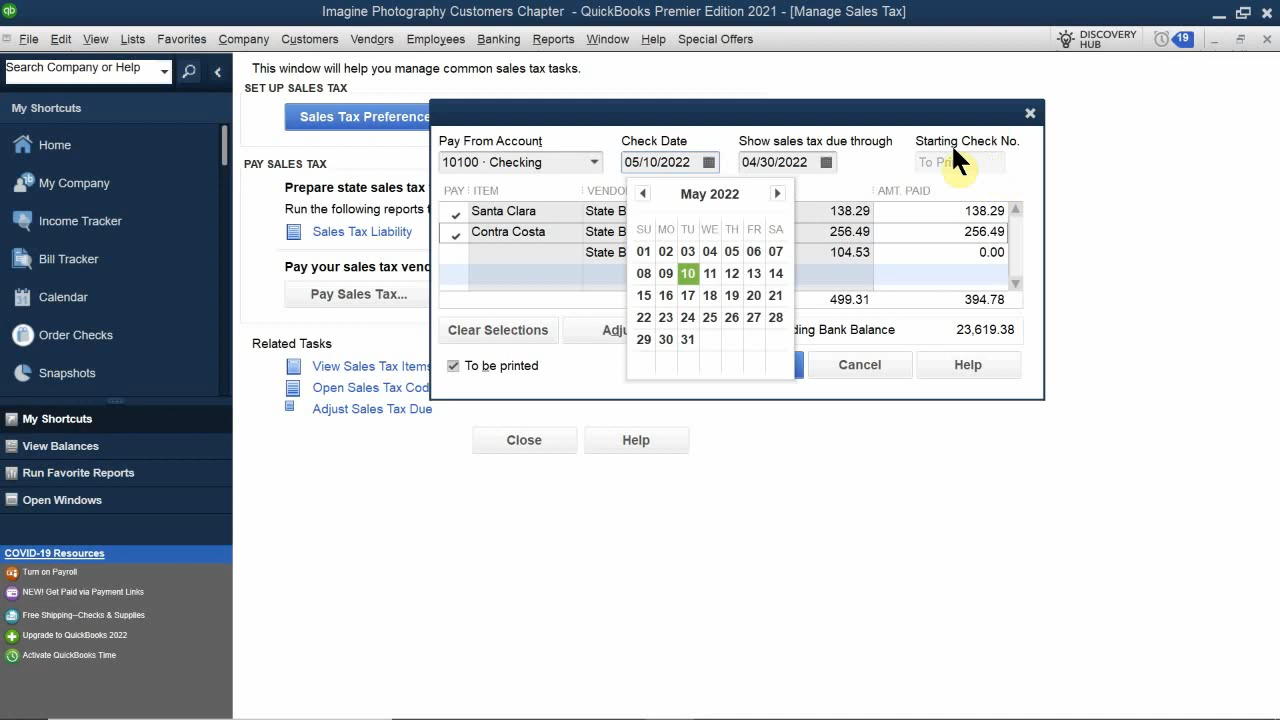 Imagine Photography Customers Chapter - QuickBooks Premier Edition 2021 - [Manage Sales Tax]
File Edit View Lists Favorites Company Customers Vendors Employees Banking Reports Window Help Special Offers
DISCOVERY HUB
19
Search Company or Help
My Shortcuts
Home
My Company
Income Tracker
Bill Tracker
Calendar
Order Checks
Snapshots
My Shortcuts
View Balances
Run Favorite Reports
Open Windows
COVID-19 Resources
Turn on Payroll
NEW! Get Paid via Payment Links
Free Shipping--Checks & Supplies
Upgrade to QuickBooks 2022
Activate QuickBooks Time
This window will help you manage common sales tax tasks.
SET UP SALES TAX
Sales Tax Preference
PAY SALES TAX
Prepare state sales tax
Run the following reports
Sales Tax Liability
Pay your sales tax
Pay Sales Tax...
Related Tasks
View Sales Tax Items
Open Sales Tax Cod
Adjust Sales Tax Due
Close Help
Pay From Account Check Date Show sales tax due through Starting Check No.
10100 · Checking 05/10/2022 04/30/2022 To
PAY ITEM VENDO AMT. PAID
Santa Clara State B 138.29 138.29
Contra Costa State B 256.49 256.49
State B 104.53 0.00
499.31 394.78
Clear Selections Adju Bank Balance 23,619.38
To be printed Cancel Help
May 2022
SU MO TU WE TH FR SA
01 02 03 04 05 06 07
08 09 10 11 12 13 14
15 16 17 18 19 20 21
22 23 24 25 26 27 28
29 30 31